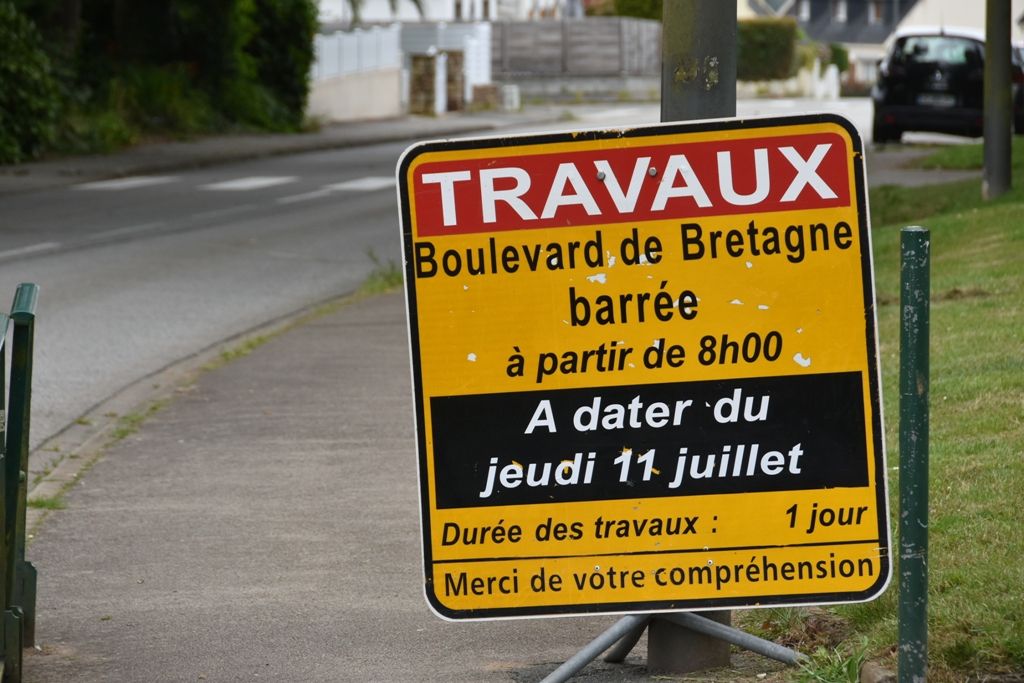 TRAVAUX
Boulevard de Bretagne
barrée
à partir de 8h00
A dater du
jeudi 11 juillet
Durée des travaux : 1 jour
Merci de votre compréhension